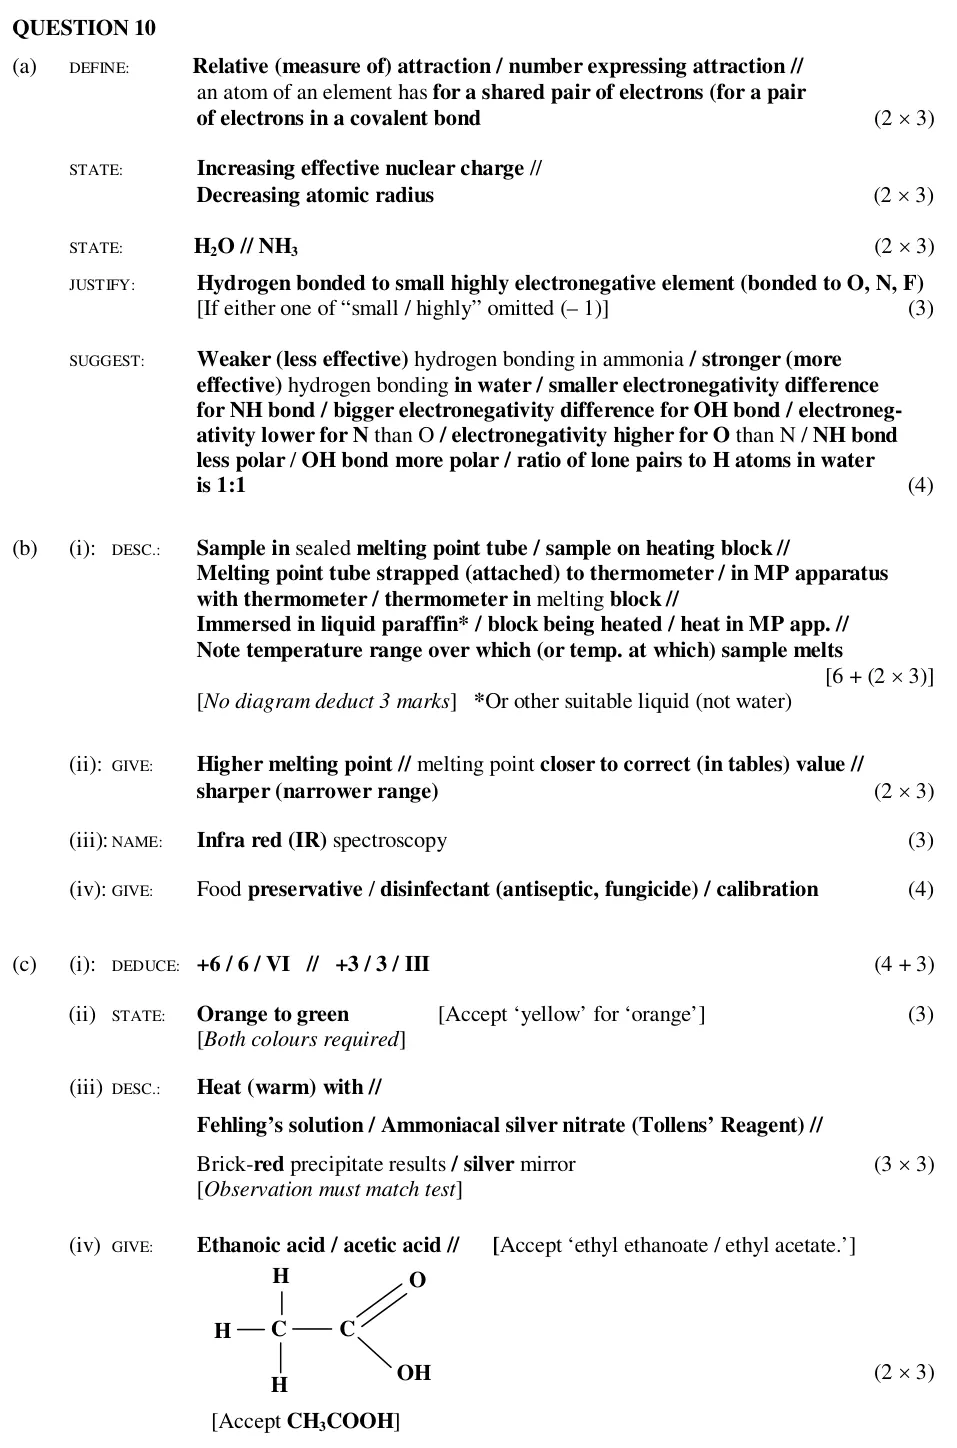 QUESTION 10
(a) DEFINE: Relative (measure of) attraction / number expressing attraction //
an atom of an element has for a shared pair of electrons (for a pair
of electrons in a covalent bond (2 × 3)
STATE: Increasing effective nuclear charge //
Decreasing atomic radius (2 × 3)
STATE: H₂O // NH₃ (2 × 3)
JUSTIFY: Hydrogen bonded to small highly electronegative element (bonded to O, N, F)
[If either one of “small / highly” omitted (– 1)] (3)
SUGGEST: Weaker (less effective) hydrogen bonding in ammonia / stronger (more
effective) hydrogen bonding in water / smaller electronegativity difference
for NH bond / bigger electronegativity difference for OH bond / electroneg-
ativity lower for N than O / electronegativity higher for O than N / NH bond
less polar / OH bond more polar / ratio of lone pairs to H atoms in water
is 1:1 (4)
(b) (i): DESC.: Sample in sealed melting point tube / sample on heating block //
Melting point tube strapped (attached) to thermometer / in MP apparatus
with thermometer / thermometer in melting block //
Immersed in liquid paraffin* / block being heated / heat in MP app. //
Note temperature range over which (or temp. at which) sample melts
[6 + (2 × 3)]
[No diagram deduct 3 marks] *Or other suitable liquid (not water)
(ii): GIVE: Higher melting point // melting point closer to correct (in tables) value //
sharper (narrower range) (2 × 3)
(iii): NAME: Infra red (IR) spectroscopy (3)
(iv): GIVE: Food preservative / disinfectant (antiseptic, fungicide) / calibration (4)
(c) (i): DEDUCE: +6 / 6 / VI // +3 / 3 / III (4 + 3)
(ii) STATE: Orange to green [Accept ‘yellow’ for ‘orange’] (3)
[Both colours required]
(iii) DESC.: Heat (warm) with //
Fehling’s solution / Ammoniacal silver nitrate (Tollens’ Reagent) //
Brick-red precipitate results / silver mirror (3 × 3)
[Observation must match test]
(iv) GIVE: Ethanoic acid / acetic acid // [Accept ‘ethyl ethanoate / ethyl acetate.’]
H O
H C C
OH (2 × 3)
H
[Accept CH₃COOH]